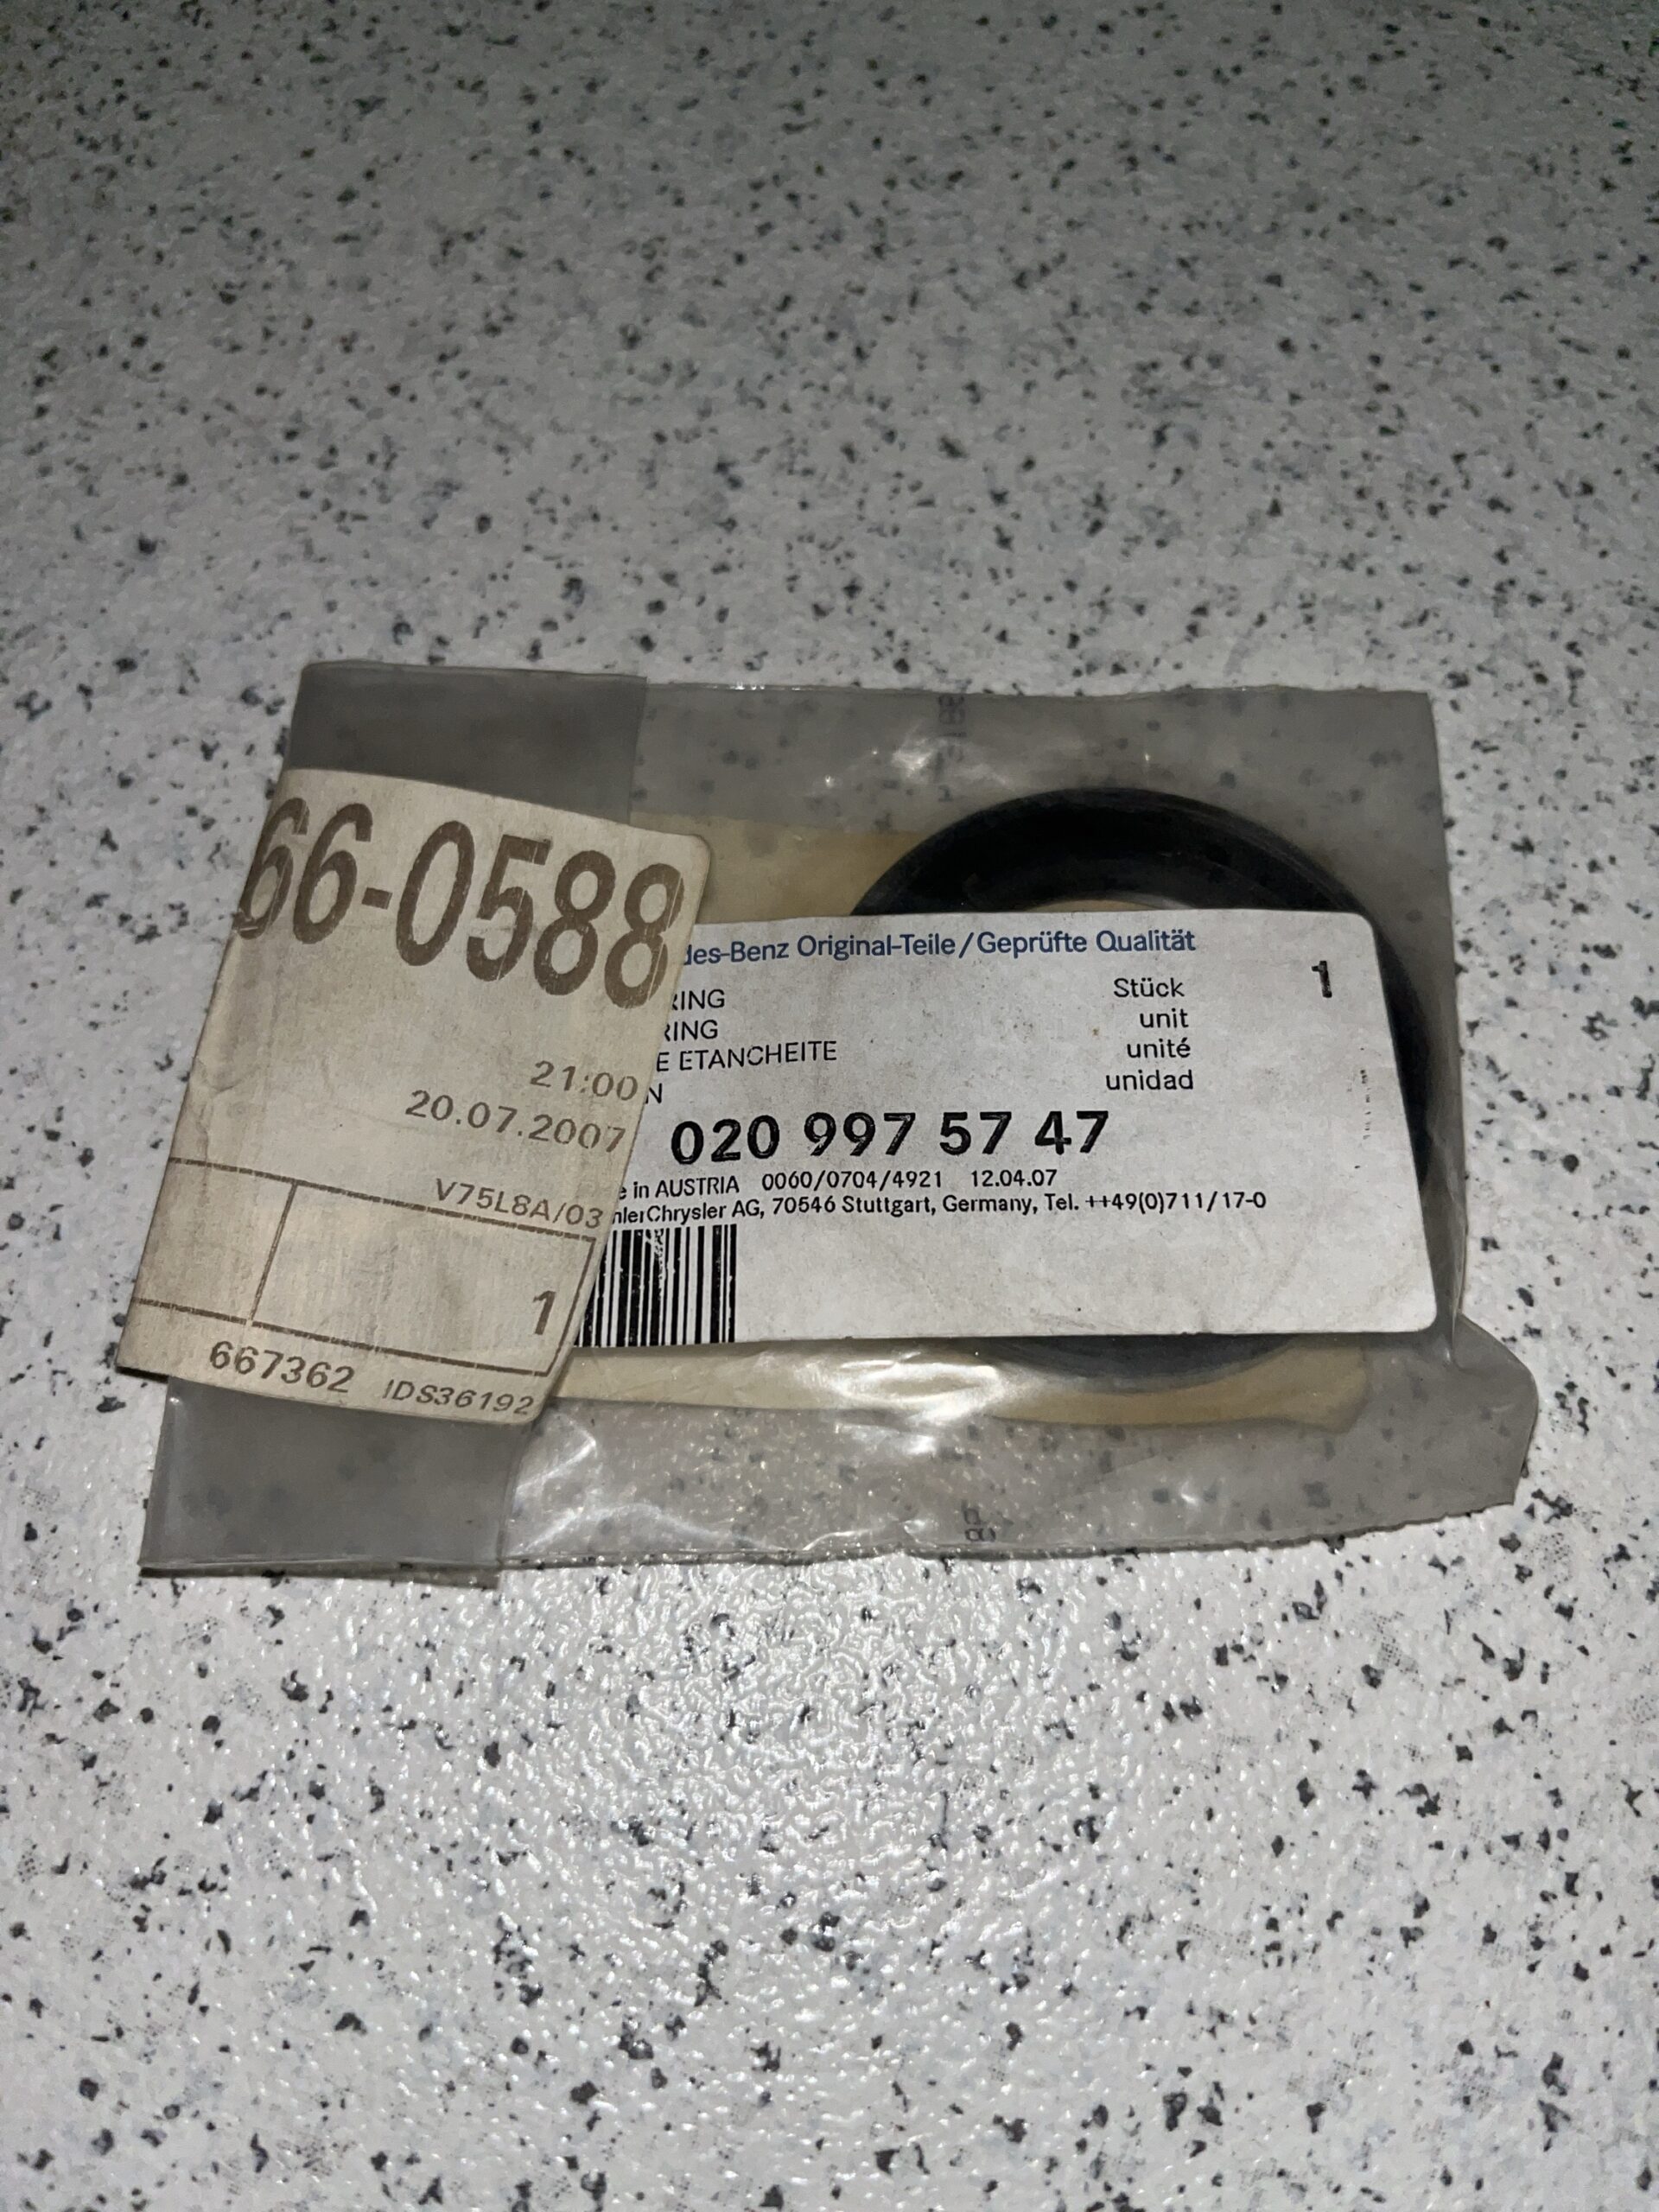 66-0588
21:00
20.07.2007
V75L8A/03
1
667362 IDS36192
des-Benz Original-Teile/Geprüfte Qualität
RING
RING
E ETANCHEITE
N
Stück 1
unit
unité
unidad
020 997 57 47
e in AUSTRIA 0060/0704/4921 12.04.07
hlerChrysler AG, 70546 Stuttgart, Germany, Tel. ++49(0)711/17-0